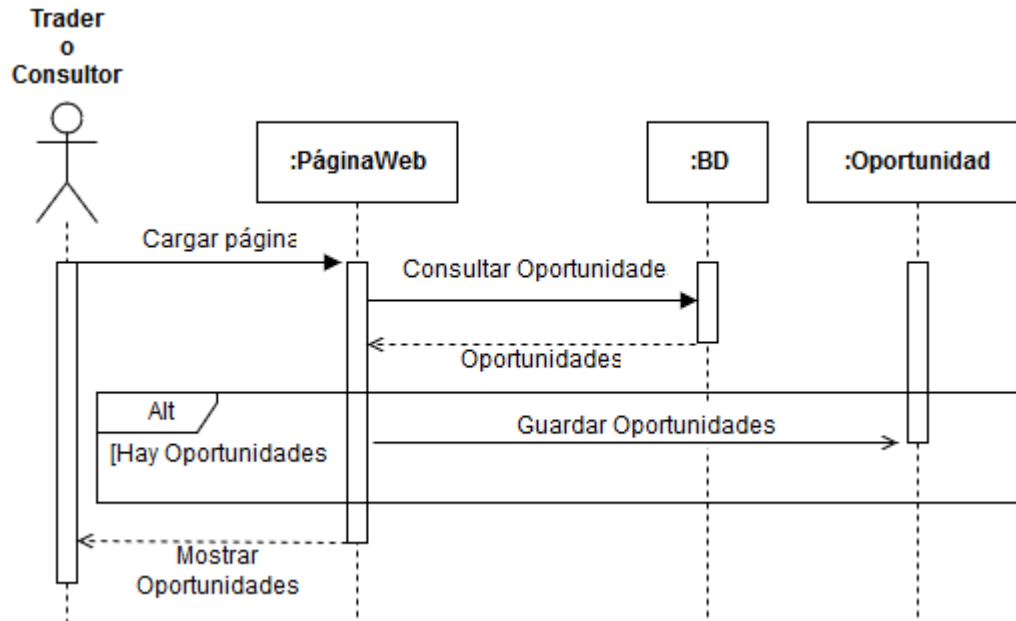 Trader
o
Consultor
:PáginaWeb
:BD
:Oportunidad
Cargar página
Consultar Oportunidade
Oportunidades
Alt
[Hay Oportunidades
Guardar Oportunidades
Mostrar
Oportunidades